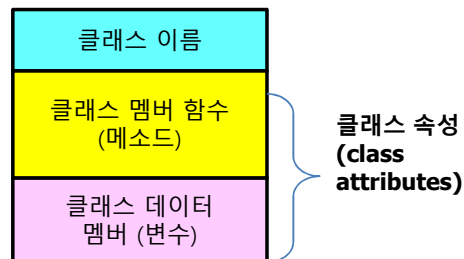 클래스 이름
클래스 멤버 함수
(메소드)
클래스 데이터
멤버 (변수)
클래스 속성
(class
attributes)